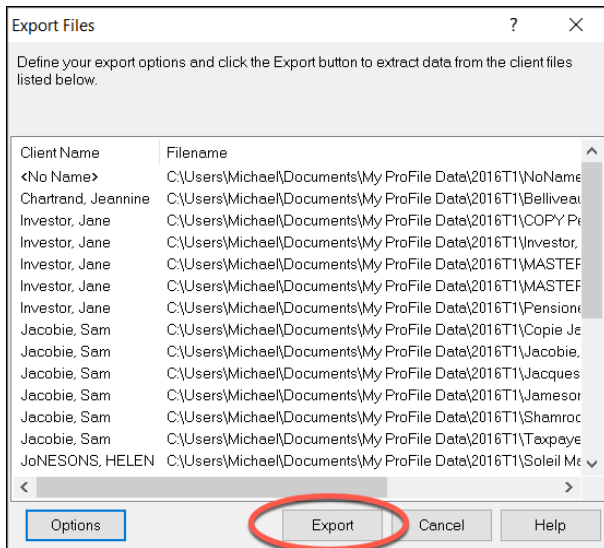 Export Files
Define your export options and click the Export button to extract data from the client files
listed below.
Client Name Filename
<No Name> C:\Users\Michael\Documents\My ProFile Data\2016T1\NoName
Chartrand, Jeannine C:\Users\Michael\Documents\My ProFile Data\2016T1\Belliveau
Investor, Jane C:\Users\Michael\Documents\My ProFile Data\2016T1\COPY Pe
Investor, Jane C:\Users\Michael\Documents\My ProFile Data\2016T1\Investor,
Investor, Jane C:\Users\Michael\Documents\My ProFile Data\2016T1\MASTER
Investor, Jane C:\Users\Michael\Documents\My ProFile Data\2016T1\MASTER
Investor, Jane C:\Users\Michael\Documents\My ProFile Data\2016T1\Pensione
Jacobie, Sam C:\Users\Michael\Documents\My ProFile Data\2016T1\Copie Ja
Jacobie, Sam C:\Users\Michael\Documents\My ProFile Data\2016T1\Jacobie,
Jacobie, Sam C:\Users\Michael\Documents\My ProFile Data\2016T1\Jacques
Jacobie, Sam C:\Users\Michael\Documents\My ProFile Data\2016T1\Jameson
Jacobie, Sam C:\Users\Michael\Documents\My ProFile Data\2016T1\Shamroc
Jacobie, Sam C:\Users\Michael\Documents\My ProFile Data\2016T1\Taxpaye
JoNESONS, HELEN C:\Users\Michael\Documents\My ProFile Data\2016T1\Soleil Me
Options Export Cancel Help